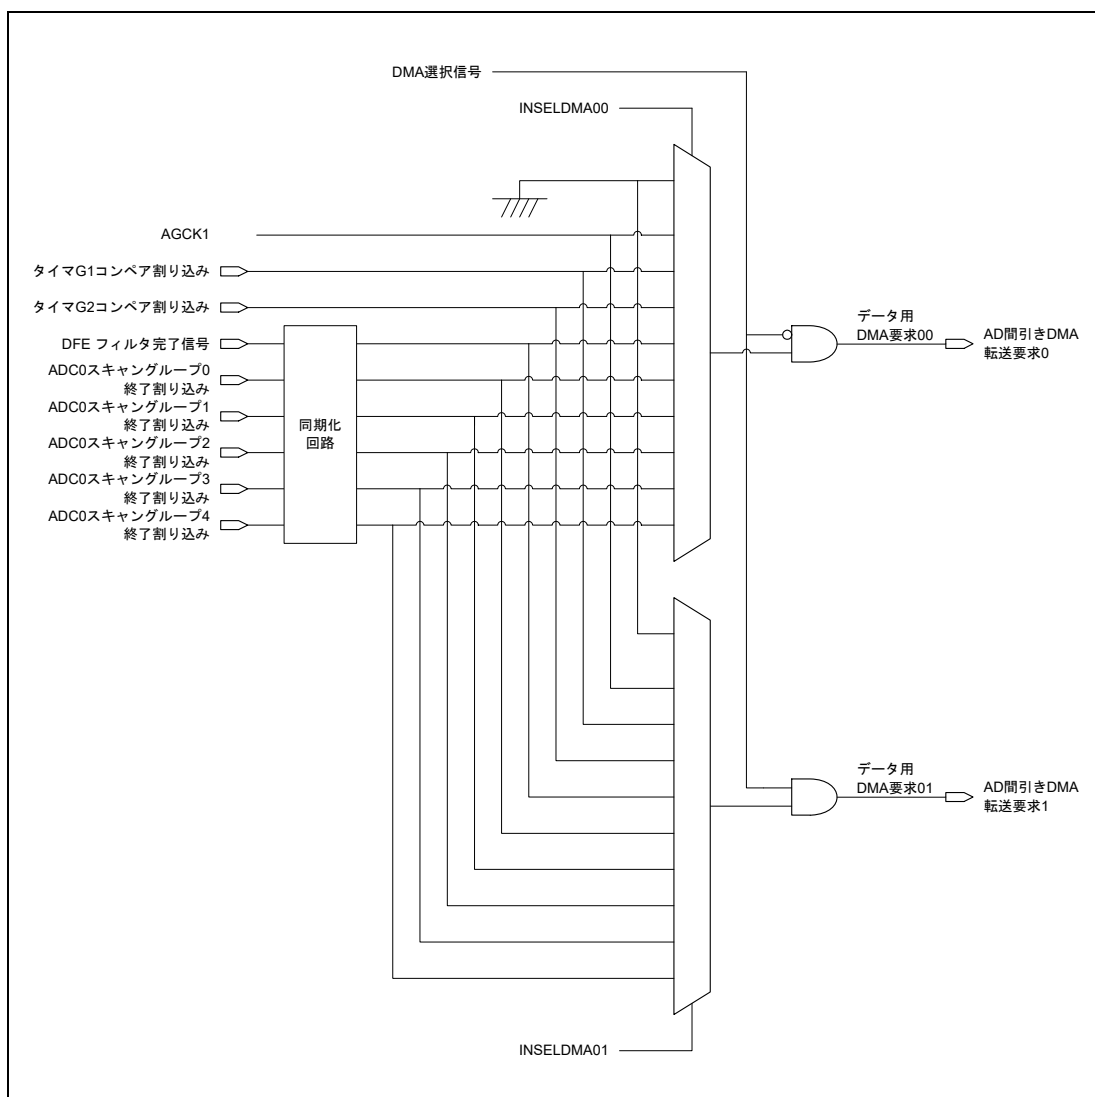 DMA選択信号
INSELDMA00
AGCK1
タイマG1コンペア割り込み
タイマG2コンペア割り込み
DFE フィルタ完了信号
ADC0スキャングループ0
終了割り込み
ADC0スキャングループ1
終了割り込み
ADC0スキャングループ2
終了割り込み
ADC0スキャングループ3
終了割り込み
ADC0スキャングループ4
終了割り込み
同期化
回路
データ用
DMA要求00
AD間引きDMA
転送要求0
データ用
DMA要求01
AD間引きDMA
転送要求1
INSELDMA01